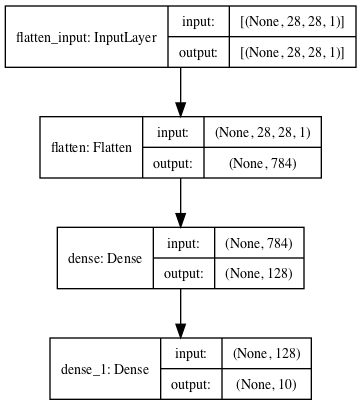 flatten_input: InputLayer
input:
[(None, 28, 28, 1)]
output:
[(None, 28, 28, 1)]
flatten: Flatten
input:
(None, 28, 28, 1)
output:
(None, 784)
dense: Dense
input:
(None, 784)
output:
(None, 128)
dense_1: Dense
input:
(None, 128)
output:
(None, 10)